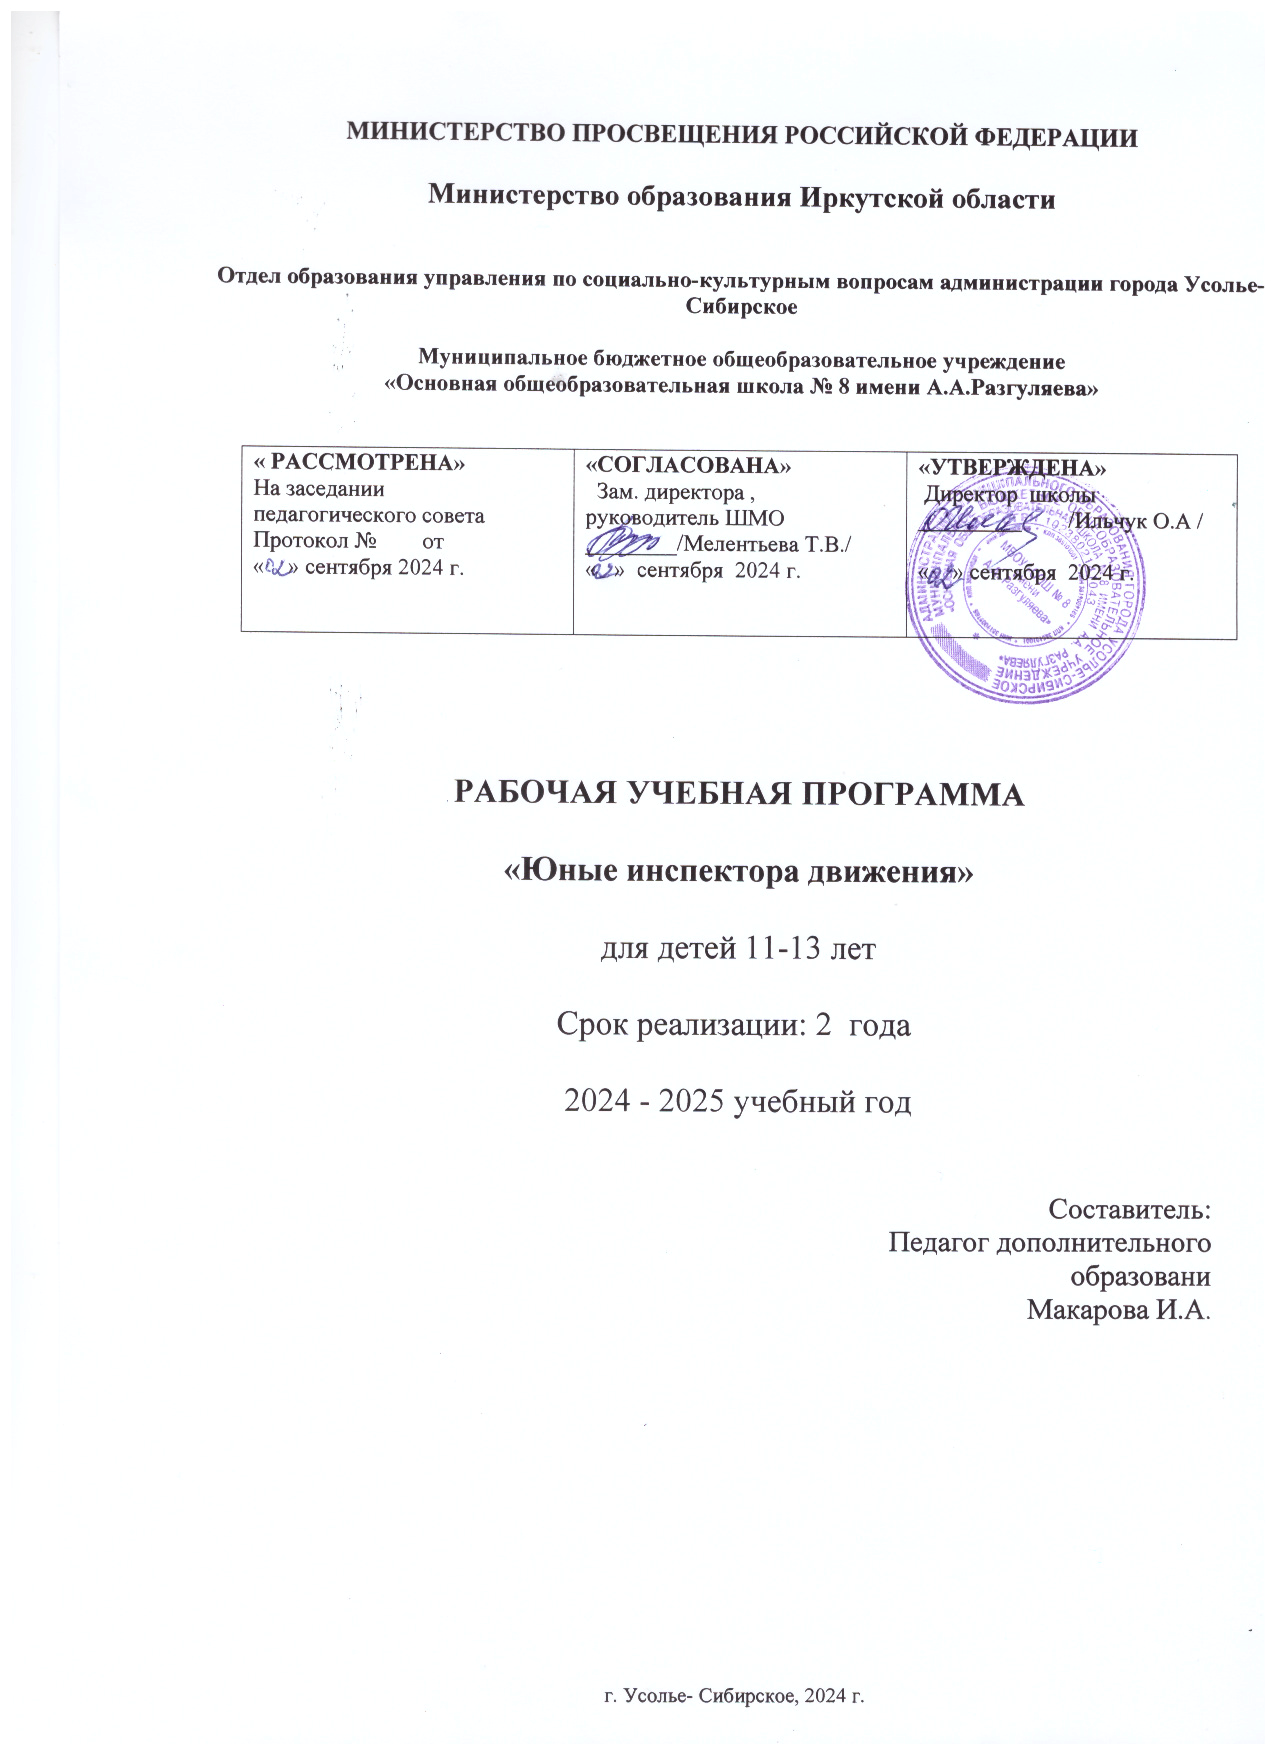 МИНИСТЕРСТВО ПРОСВЕЩЕНИЯ РОССИЙСКОЙ ФЕДЕРАЦИИ
Министерство образования Иркутской области
Отдел образования управления по социально-культурным вопросам администрации города Усолье-
Сибирское
Муниципальное бюджетное общеобразовательное учреждение
«Основная общеобразовательная школа № 8 имени А.А.Разгуляева»
« РАССМОТРЕНА»
На заседании
педагогического совета
Протокол № от
«02» сентября 2024 г.
«СОГЛАСОВАНА»
Зам. директора ,
руководитель ШМО
/Мелентьева Т.В./
«02» сентября 2024 г.
«УТВЕРЖДЕНА»
Директор школы
/Ильчук О.А /
«02» сентября 2024 г.
РАБОЧАЯ УЧЕБНАЯ ПРОГРАММА
«Юные инспектора движения»
для детей 11-13 лет
Срок реализации: 2 года
2024 - 2025 учебный год
Составитель:
Педагог дополнительного
образовани
Макарова И.А.
г. Усолье- Сибирское, 2024 г.